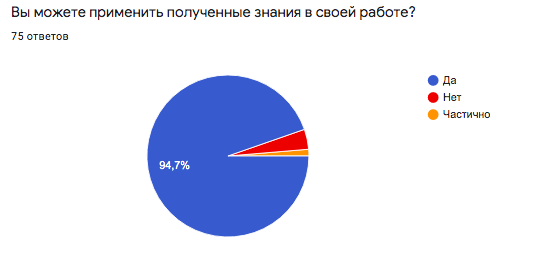 Вы можете применить полученные знания в своей работе?
75 ответов
Да
Нет
Частично
94,7%